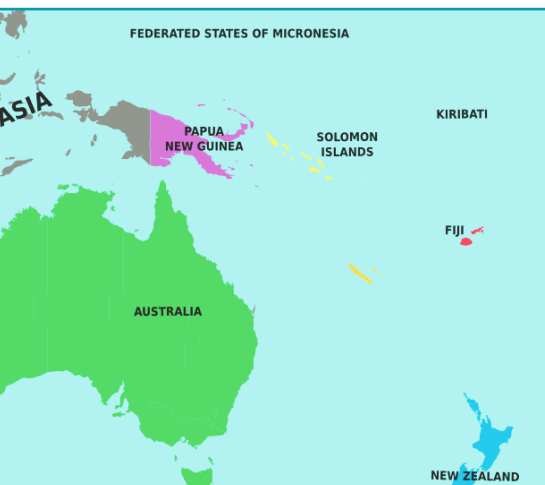 FEDERATED STATES OF MICRONESIA
ASIA
KIRIBATI
PAPUA
NEW GUINEA
SOLOMON
ISLANDS
FIJI
AUSTRALIA
NEW ZEALAND